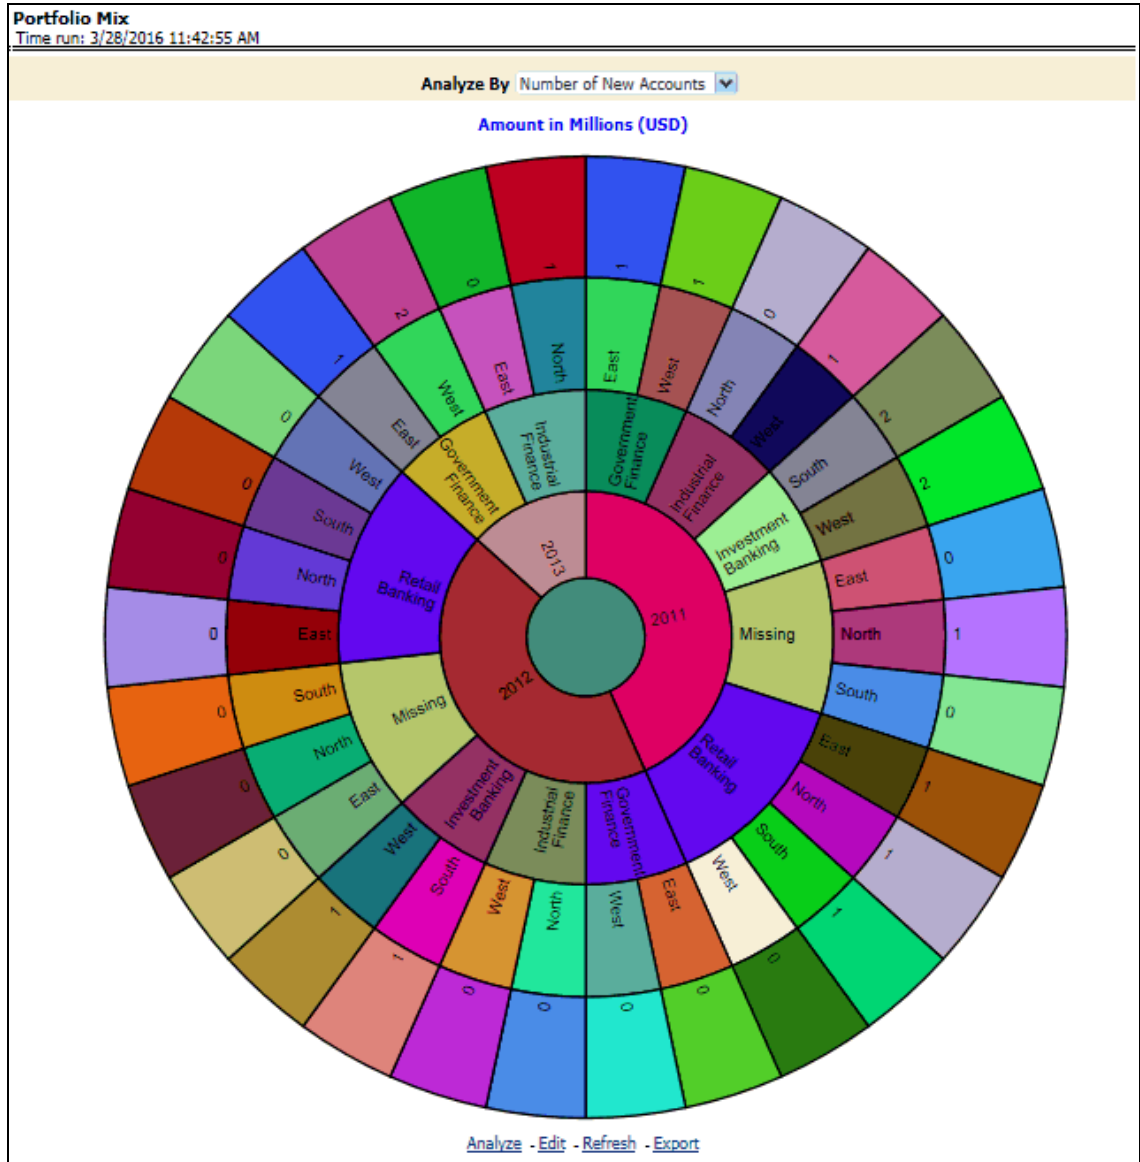 Portfolio Mix
Time run: 3/28/2016 11:42:55 AM
Analyze By Number of New Accounts
Amount in Millions (USD)
2011
Government
Finance
East
1
West
1
Industrial
Finance
North
0
West
1
Investment
Banking
South
2
West
2
Missing
East
0
North
1
South
0
Retail
Banking
East
1
North
1
South
1
West
0
2012
Government
Finance
East
0
West
0
Industrial
Finance
North
0
West
0
Investment
Banking
South
1
West
1
Missing
East
0
North
0
South
0
Retail
Banking
East
0
North
0
South
0
West
0
2013
Government
Finance
East
1
West
2
Industrial
Finance
East
0
North
1
Analyze - Edit - Refresh - Export